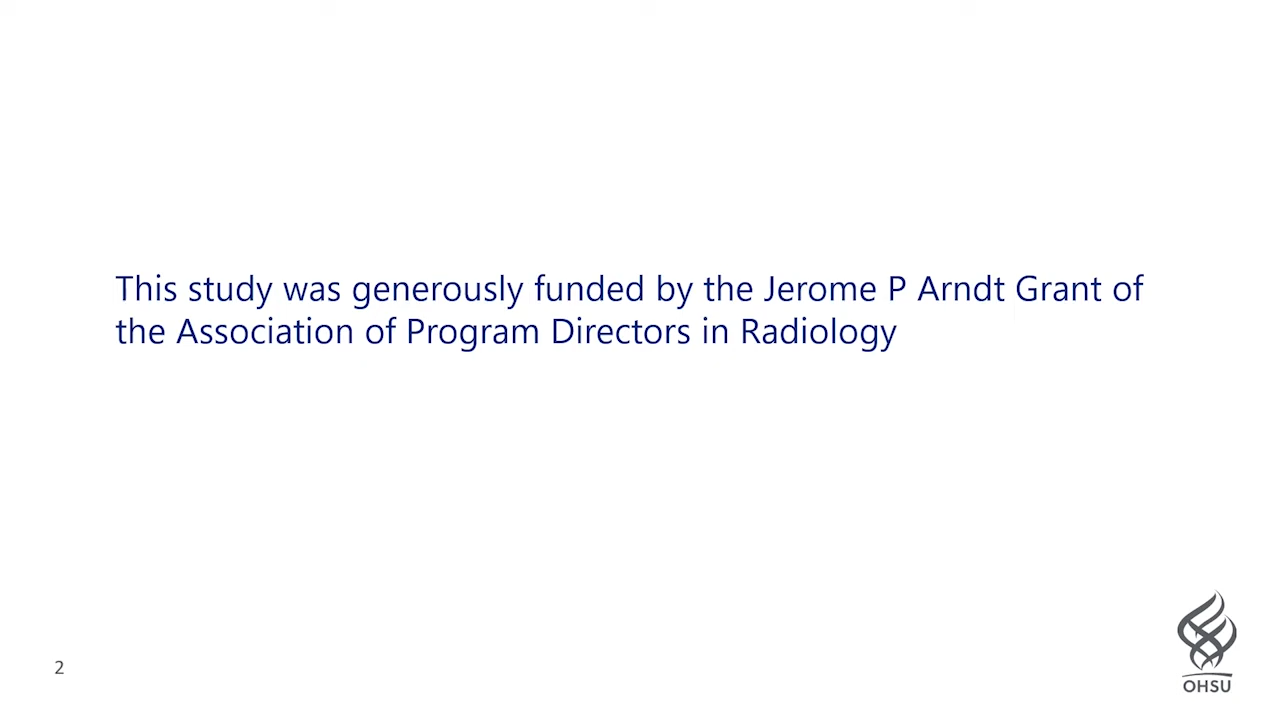 This study was generously funded by the Jerome P Arndt Grant of
the Association of Program Directors in Radiology
2
OHSU